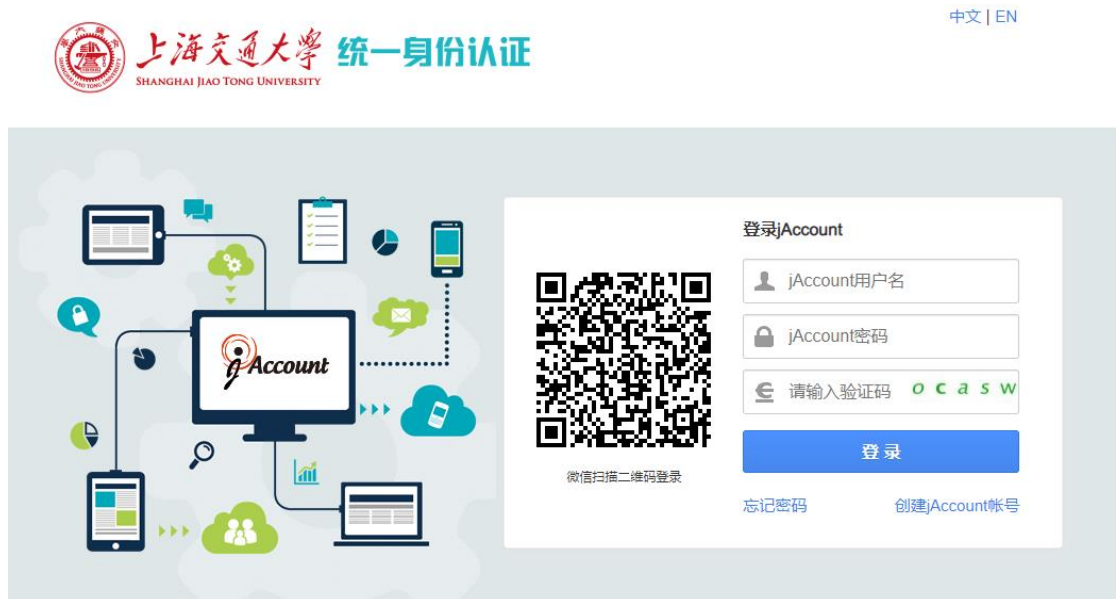 中文 | EN
上海交通大学 统一身份认证
SHANGHAI JIAO TONG UNIVERSITY
登录jAccount
jAccount用户名
jAccount密码
请输入验证码 o c a s w
登 录
微信扫描二维码登录
忘记密码 创建jAccount帐号
jAccount